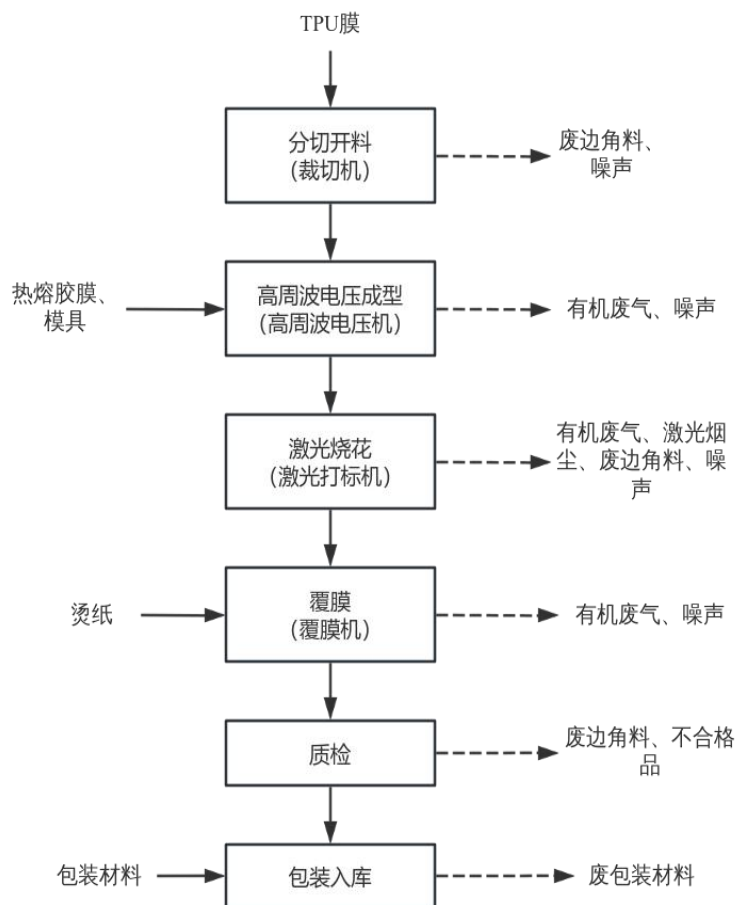 TPU膜
分切开料
(裁切机)
废边角料、
噪声
热熔胶膜、
模具
高周波电压成型
(高周波电压机)
有机废气、噪声
激光烧花
(激光打标机)
有机废气、激光烟
尘、废边角料、噪
声
烫纸
覆膜
(覆膜机)
有机废气、噪声
质检
废边角料、不合格
品
包装材料
包装入库
废包装材料